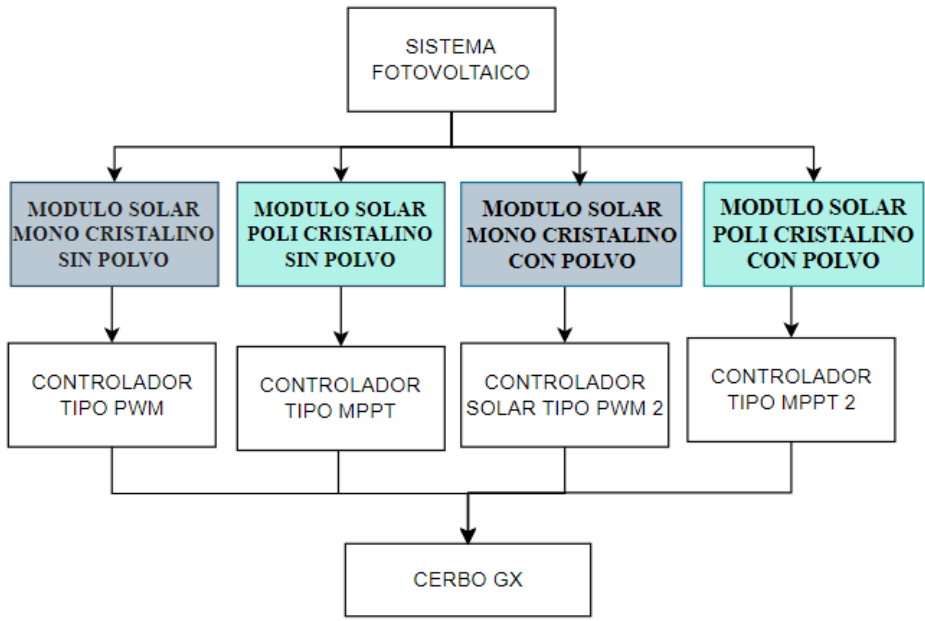 SISTEMA
FOTOVOLTAICO
MODULO SOLAR
MONO CRISTALINO
SIN POLVO
MODULO SOLAR
POLI CRISTALINO
SIN POLVO
MODULO SOLAR
MONO CRISTALINO
CON POLVO
MODULO SOLAR
POLI CRISTALINO
CON POLVO
CONTROLADOR
TIPO PWM
CONTROLADOR
TIPO MPPT
CONTROLADOR
SOLAR TIPO PWM 2
CONTROLADOR
TIPO MPPT 2
CERBO GX